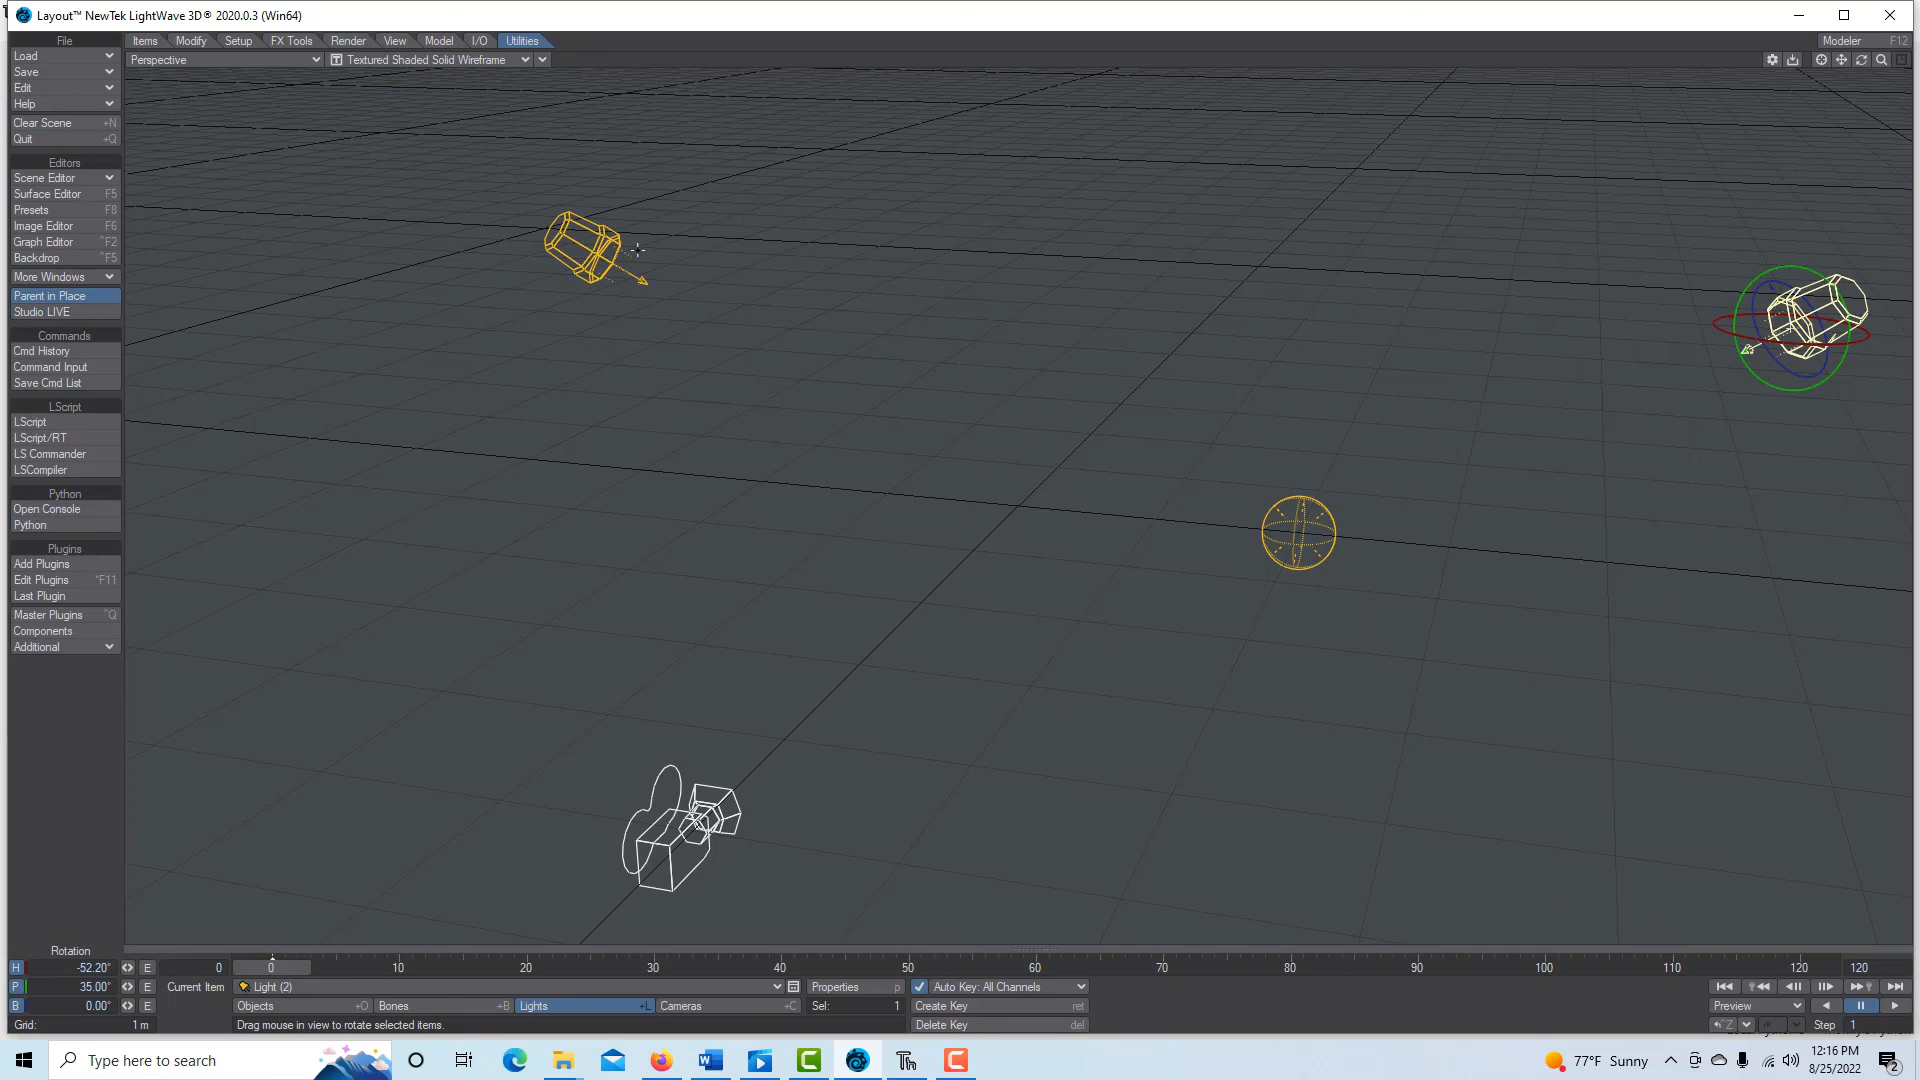 Layout™ NewTek LightWave 3D® 2020.0.3 (Win64)
File Items Modify Setup FX Tools Render View Model I/O Utilities Modeler F12
Load
Perspective Textured Shaded Solid Wireframe
Save
Edit
Help
Clear Scene +N
Quit +Q
Editors
Scene Editor
Surface Editor F5
Presets F8
Image Editor F6
Graph Editor ^F2
Backdrop ^F5
More Windows
Parent in Place
Studio LIVE
Commands
Cmd History
Command Input
Save Cmd List
LScript
LScript
LScript/RT
LS Commander
LSCompiler
Python
Open Console
Python
Plugins
Add Plugins
Edit Plugins *F11
Last Plugin
Master Plugins ^Q
Components
Additional
Rotation
H -52.20° E 0 0 10 20 30 40 50 60 70 80 90 100 110 120 120
P 35.00° E Current Item Light (2) Properties p Auto Key: All Channels
B 0.00° E Objects +O Bones +B Lights +L Cameras +C Sel: 1 Create Key ret Preview
Grid: 1 m Drag mouse in view to rotate selected items. Delete Key del ^Z Step 1
Type here to search 77°F Sunny 12:16 PM
8/25/2022 2